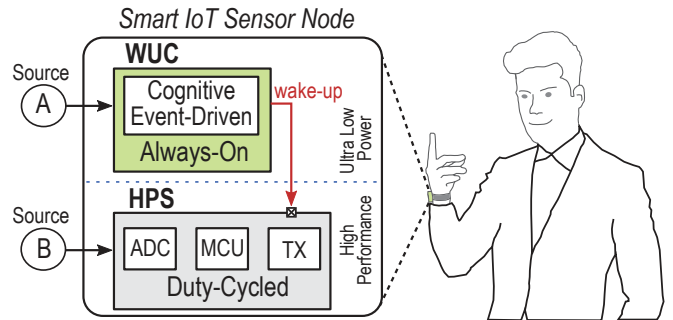 Smart IoT Sensor Node
WUC
Source
A
Cognitive
Event-Driven
Always-On
wake-up
Ultra Low
Power
HPS
Source
B
ADC
MCU
TX
Duty-Cycled
High
Performance